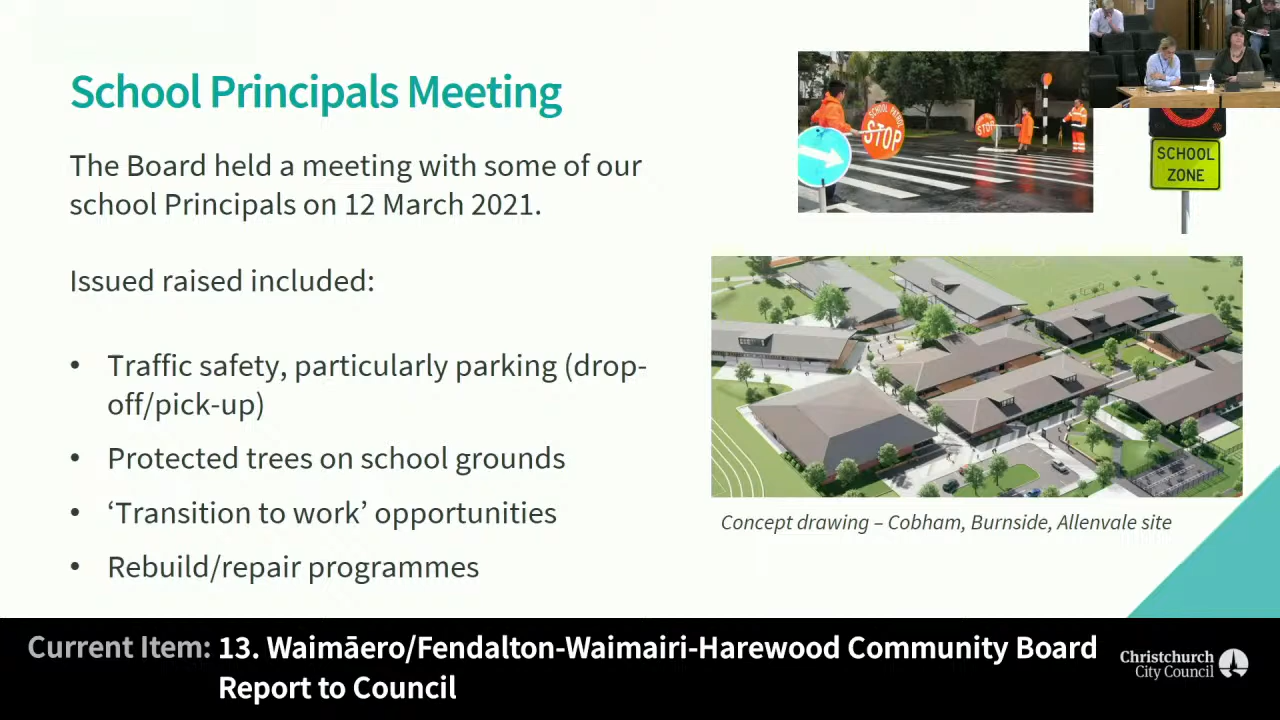 School Principals Meeting
The Board held a meeting with some of our
school Principals on 12 March 2021.
Issued raised included:
• Traffic safety, particularly parking (drop-
off/pick-up)
• Protected trees on school grounds
• ‘Transition to work’ opportunities
• Rebuild/repair programmes
SCHOOL PATROL
STOP
STOP
SCHOOL
ZONE
Concept drawing – Cobham, Burnside, Allenvale site
Current Item: 13. Waimāero/Fendalton-Waimairi-Harewood Community Board
Report to Council
Christchurch
City Council